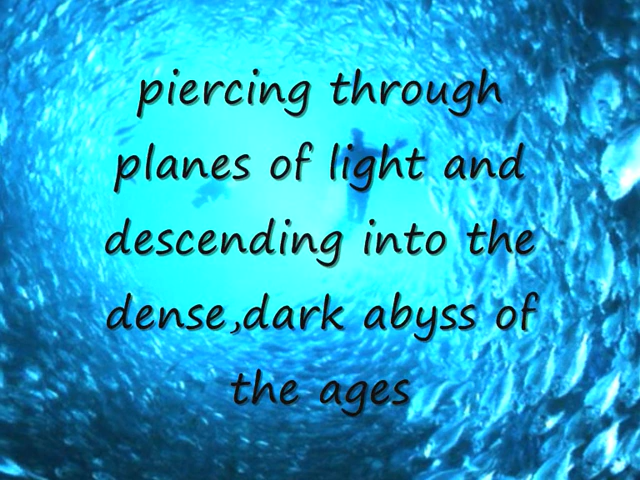 piercing through
planes of light and
descending into the
dense,dark abyss of
the ages